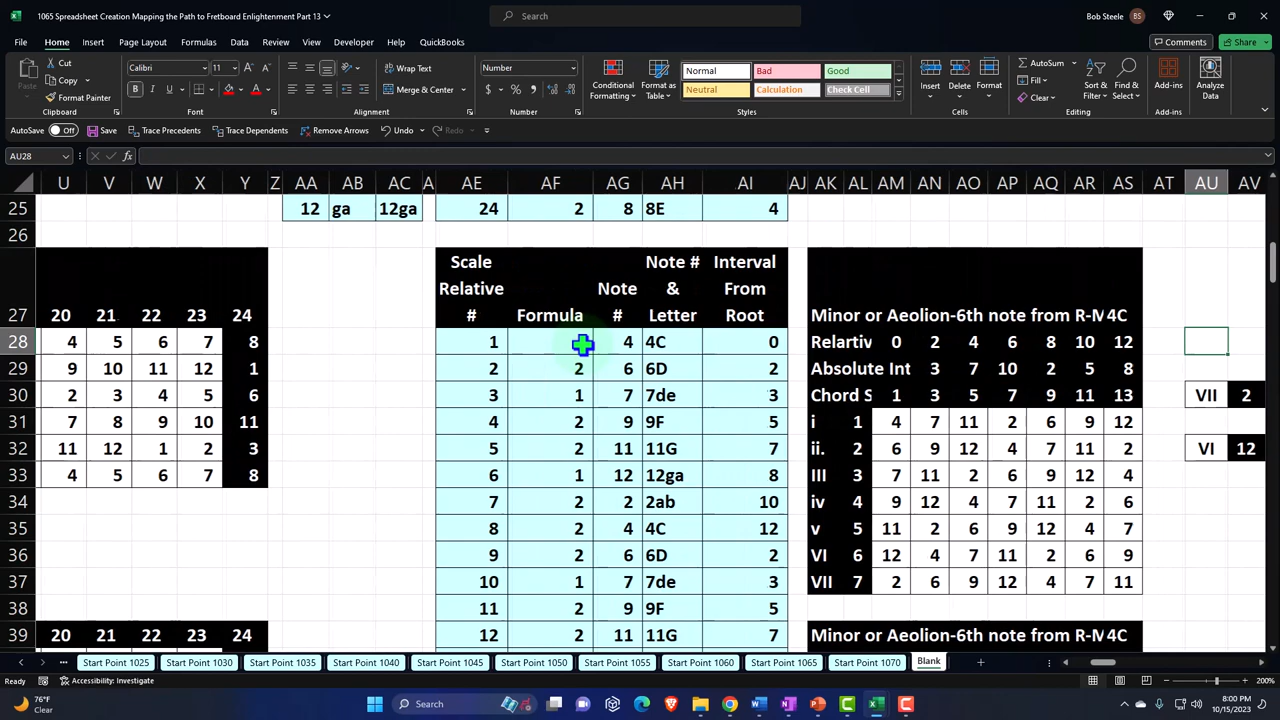 1065 Spreadsheet Creation Mapping the Path to Fretboard Enlightenment Part 13
Search
Bob Steele BS
File Home Insert Page Layout Formulas Data Review View Developer Help QuickBooks
Comments Share
Paste Cut Copy Format Painter Clipboard
Calibri 11 Font
Wrap Text Merge & Center Alignment
Number Number
Conditional Formatting Format as Table
Normal Bad Good
Neutral Calculation Check Cell
Styles
Insert Delete Format Cells
AutoSum Fill Clear Sort & Filter Find & Select Editing
Add-ins Add-ins
Analyze Data
AutoSave Off Save Trace Precedents Trace Dependents Remove Arrows Undo Redo
AU28 fx
U V W X Y Z AA AB AC A AE AF AG AH AI AJ AK AL AM AN AO AP AQ AR AS AT AU AV
25 12 ga 12ga 24 2 8 8E 4
26
Scale Note # Interval
Relative Note & From
27 20 21 22 23 24 # Formula # Letter Root Minor or Aeolion-6th note from R-M 4C
28 4 5 6 7 8 1 4 4C 0 Relartiv 0 2 4 6 8 10 12
29 9 10 11 12 1 2 2 6 6D 2 Absolute Int 3 7 10 2 5 8
30 2 3 4 5 6 3 1 7 7de 3 Chord S 1 3 5 7 9 11 13 VII 2
31 7 8 9 10 11 4 2 9 9F 5 i 1 4 7 11 2 6 9 12
32 11 12 1 2 3 5 2 11 11G 7 ii. 2 6 9 12 4 7 11 2 VI 12
33 4 5 6 7 8 6 1 12 12ga 8 III 3 7 11 2 6 9 12 4
34 7 2 2 2ab 10 iv 4 9 12 4 7 11 2 6
35 8 2 4 4C 12 v 5 11 2 6 9 12 4 7
36 9 2 6 6D 2 VI 6 12 4 7 11 2 6 9
37 10 1 7 7de 3 VII 7 2 6 9 12 4 7 11
38 11 2 9 9F 5
39 20 21 22 23 24 12 2 11 11G 7 Minor or Aeolion-6th note from R-M 4C
Start Point 1025 Start Point 1030 Start Point 1035 Start Point 1040 Start Point 1045 Start Point 1050 Start Point 1055 Start Point 1060 Start Point 1065 Start Point 1070 Blank
Ready Accessibility: Investigate 200%
76°F
Clear
Search
8:00 PM
10/15/2023